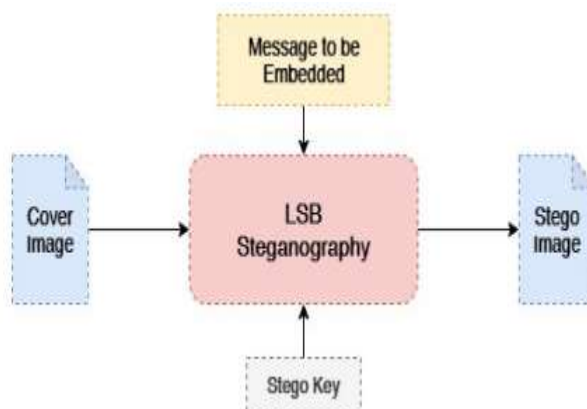 Message to be
Embedded
Cover
Image
LSB
Steganography
Stego
Image
Stego Key